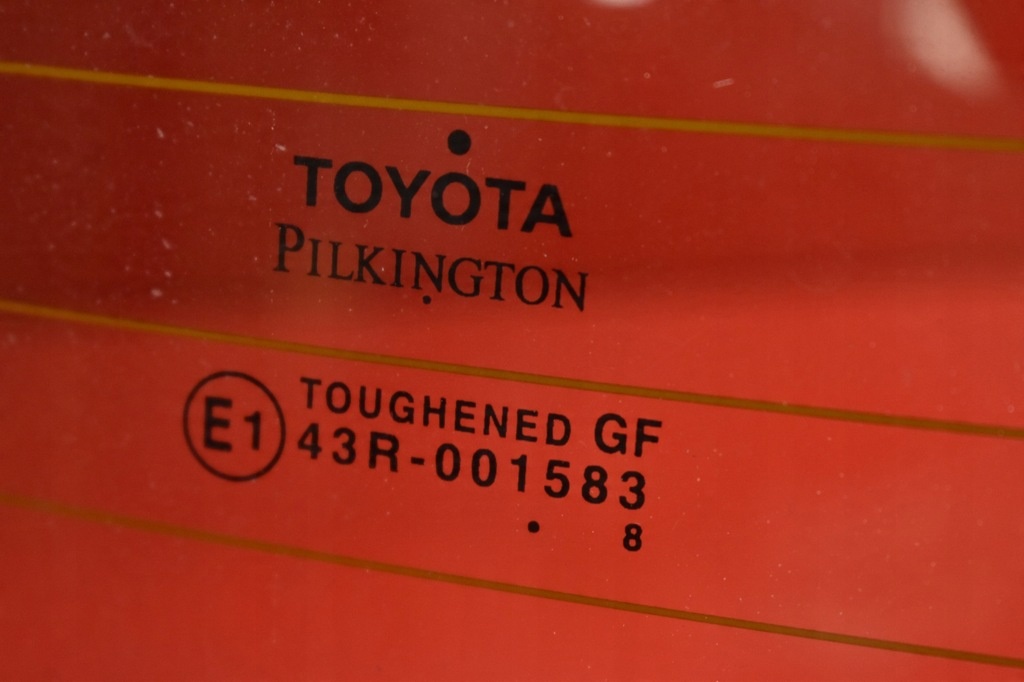 TOYOTA
PILKINGTON
E1 TOUGHENED GF
43R-001583
. 8